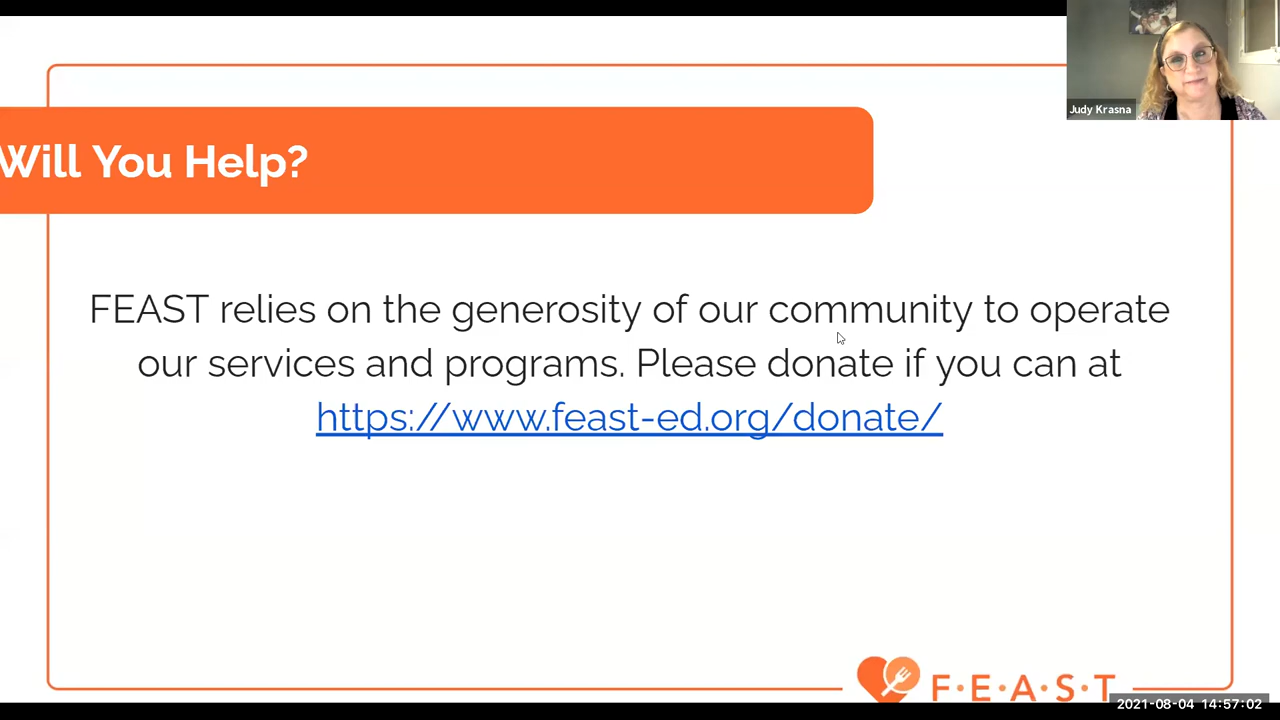 Judy Krasna
Will You Help?
FEAST relies on the generosity of our community to operate
our services and programs. Please donate if you can at
https://www.feast-ed.org/donate/
F·E·A·S·T
2021-08-04 14:57:02